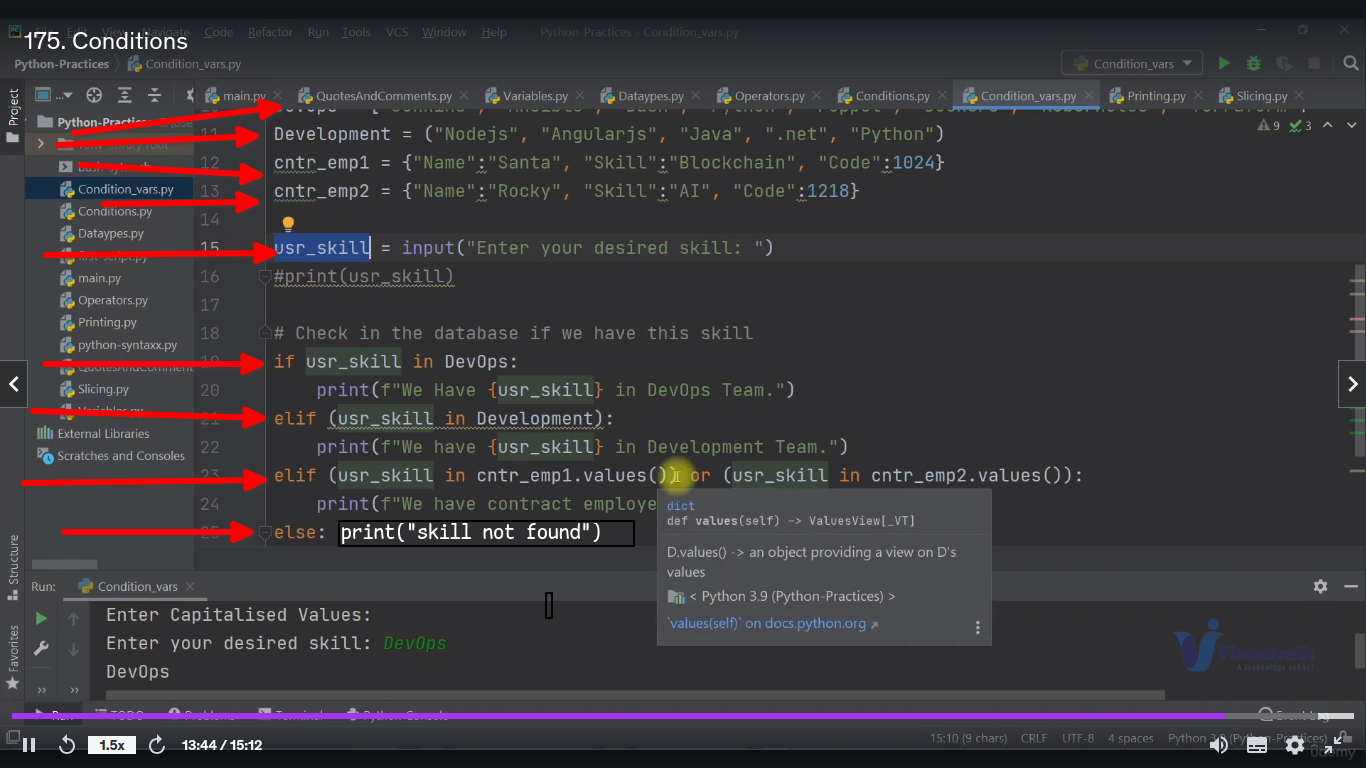 175. Conditions
File Edit View Navigate Code Refactor Run Tools VCS Window Help Python-Practices - Condition_vars.py
Python-Practices Condition_vars.py
Condition_vars
Project
main.py QuotesAndComments.py Variables.py Dataypes.py Operators.py Conditions.py Condition_vars.py Printing.py Slicing.py
Python-Practices
11 Development = ("Nodejs", "Angularjs", "Java", ".net", "Python")
9 3
12 cntr_emp1 = {"Name":"Santa", "Skill":"Blockchain", "Code":1024}
Condition_vars.py
13 cntr_emp2 = {"Name":"Rocky", "Skill":"AI", "Code":1218}
Conditions.py
14
Dataypes.py
15 usr_skill = input("Enter your desired skill: ")
first-script.py
main.py
16 #print(usr_skill)
Operators.py
17
Printing.py
18 # Check in the database if we have this skill
python-syntaxx.py
19 if usr_skill in DevOps:
QuotesAndComments
Slicing.py
20 print(f"We Have {usr_skill} in DevOps Team.")
Variables.py
21 elif (usr_skill in Development):
External Libraries
22 print(f"We have {usr_skill} in Development Team.")
Scratches and Consoles
23 elif (usr_skill in cntr_emp1.values()) or (usr_skill in cntr_emp2.values()):
24 print(f"We have contract employe
25 else: print("skill not found")
dict
def values(self) -> ValuesView[_VT]
D.values() -> an object providing a view on D's
values
< Python 3.9 (Python-Practices) >
`values(self)` on docs.python.org
Structure
Favorites
Run: Condition_vars
Enter Capitalised Values:
Enter your desired skill: DevOps
DevOps
Visualpath
A technology school
Run TODO Problems Terminal Python Console Event Log
15:10 (9 chars) CRLF UTF-8 4 spaces Python 3.9 (Python-Practices)
1.5x 13:44 / 15:12
udemy